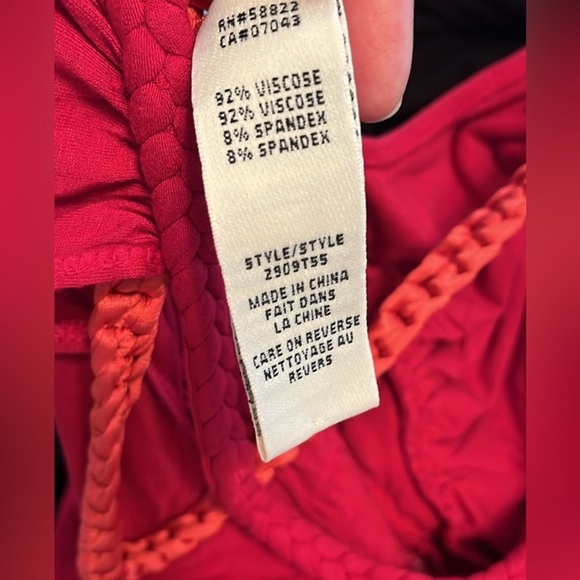 RN#58822
CA#07043
92% VISCOSE
92% VISCOSE
8% SPANDEX
8% SPANDEX
STYLE/STYLE
2909T55
MADE IN CHINA
FAIT DANS
LA CHINE
CARE ON REVERSE
NETTOYAGE AU
REVERS